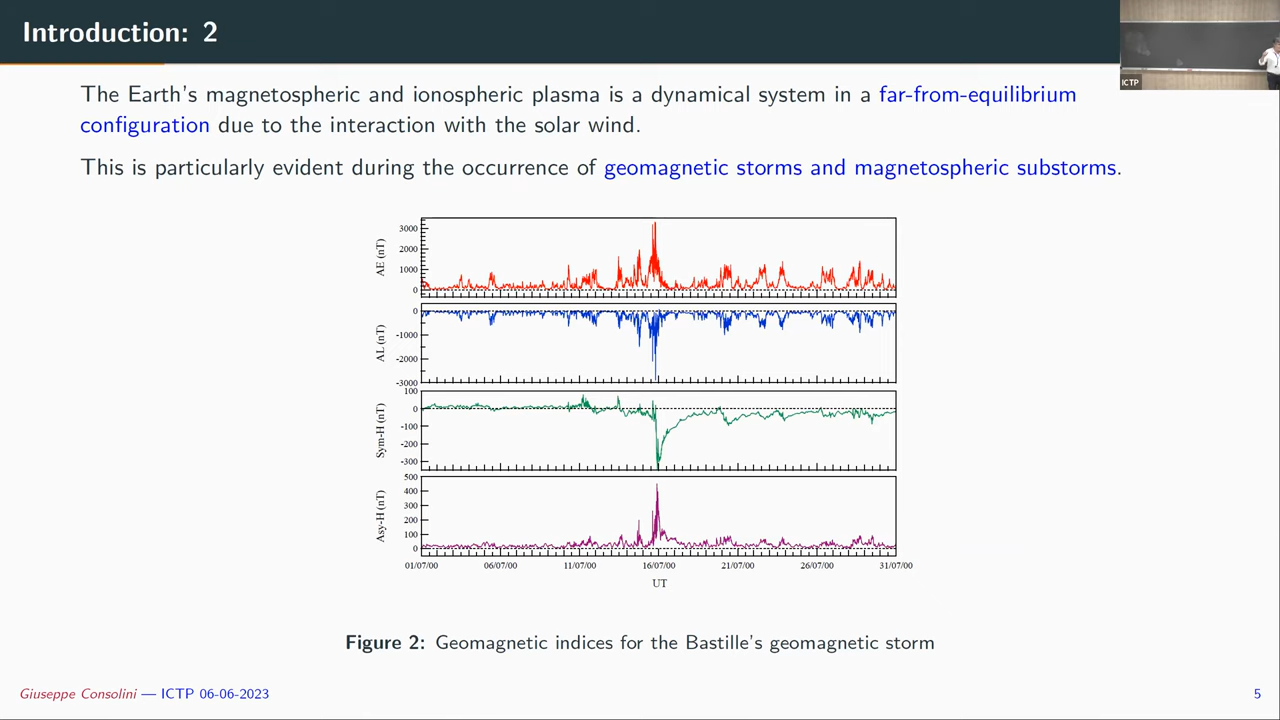 Introduction: 2
ICTP
The Earth's magnetospheric and ionospheric plasma is a dynamical system in a far-from-equilibrium
configuration due to the interaction with the solar wind.
This is particularly evident during the occurrence of geomagnetic storms and magnetospheric substorms.
AE (nT)
3000
2000
1000
0
AL (nT)
0
-1000
-2000
-3000
Sym-H (nT)
100
0
-100
-200
-300
Asy-H (nT)
500
400
300
200
100
0
01/07/00 06/07/00 11/07/00 16/07/00 21/07/00 26/07/00 31/07/00
UT
Figure 2: Geomagnetic indices for the Bastille's geomagnetic storm
Giuseppe Consolini — ICTP 06-06-2023
5